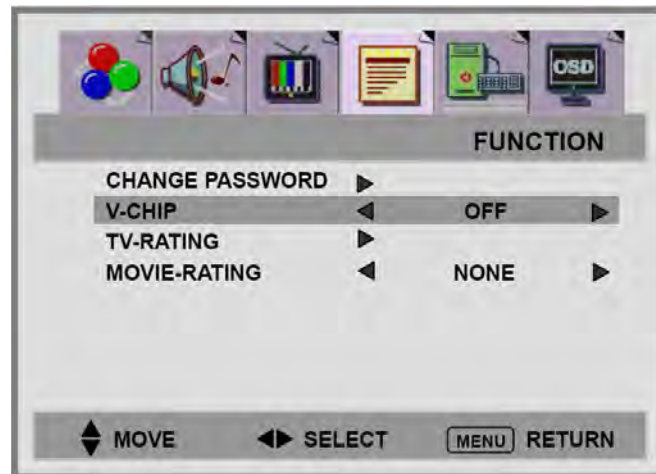 OSD
FUNCTION
CHANGE PASSWORD
V-CHIP OFF
TV-RATING
MOVIE-RATING NONE
MOVE SELECT MENU RETURN